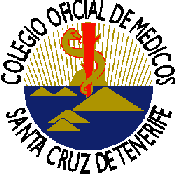 COLEGIO OFICIAL DE MEDICOS
SANTA CRUZ DE TENERIFE